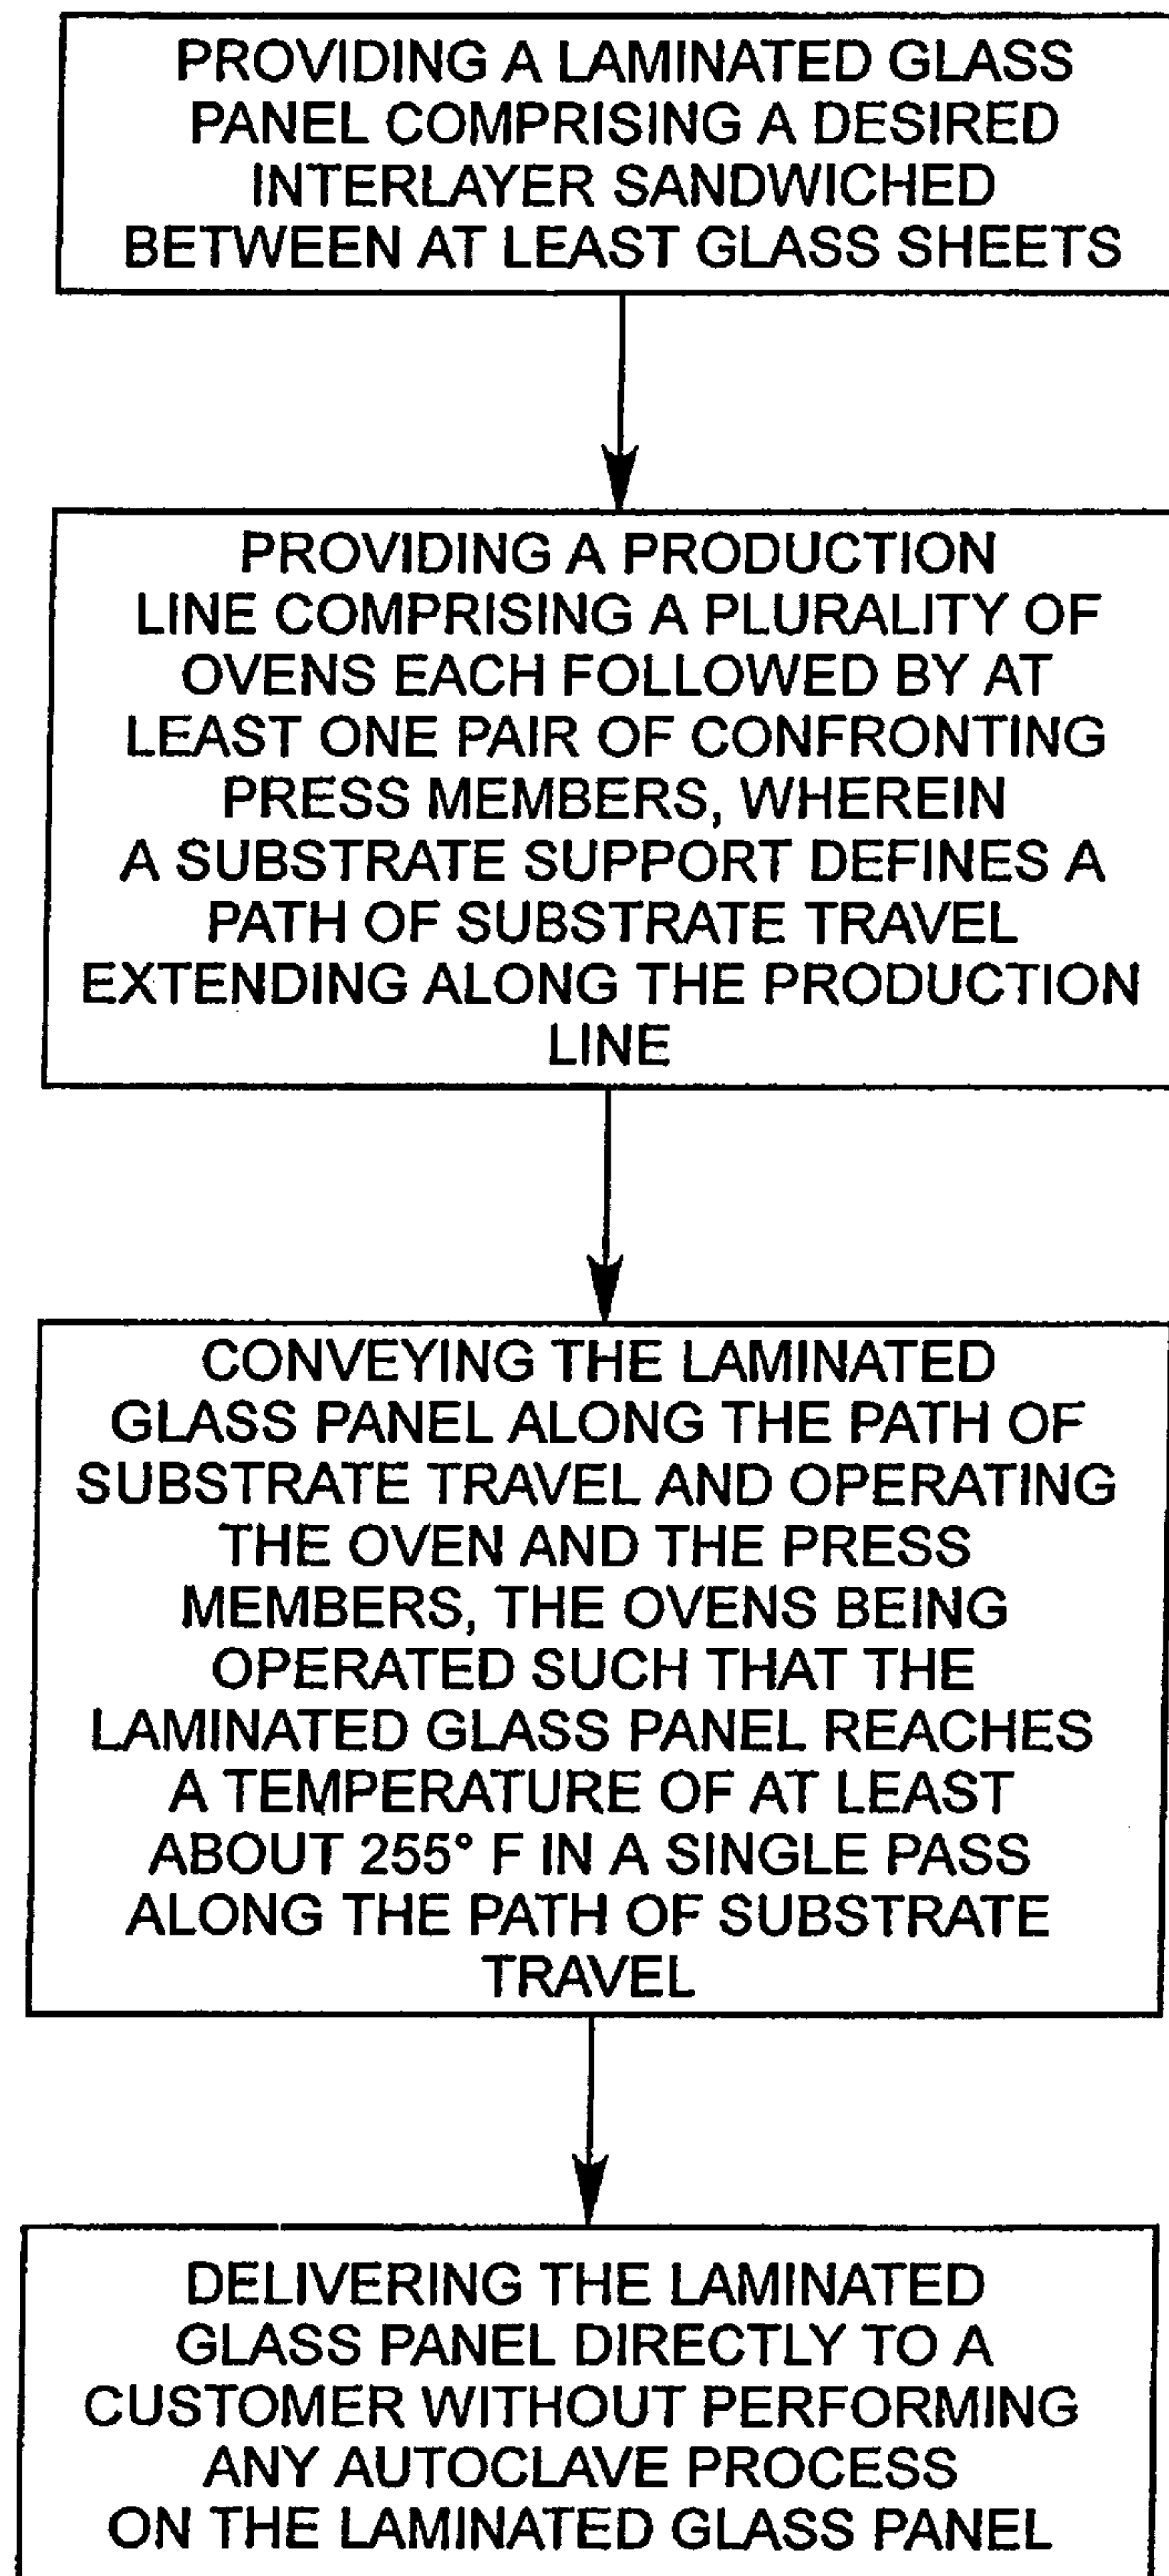 PROVIDING A LAMINATED GLASS
PANEL COMPRISING A DESIRED
INTERLAYER SANDWICHED
BETWEEN AT LEAST GLASS SHEETS
PROVIDING A PRODUCTION
LINE COMPRISING A PLURALITY OF
OVENS EACH FOLLOWED BY AT
LEAST ONE PAIR OF CONFRONTING
PRESS MEMBERS, WHEREIN
A SUBSTRATE SUPPORT DEFINES A
PATH OF SUBSTRATE TRAVEL
EXTENDING ALONG THE PRODUCTION
LINE
CONVEYING THE LAMINATED
GLASS PANEL ALONG THE PATH OF
SUBSTRATE TRAVEL AND OPERATING
THE OVEN AND THE PRESS
MEMBERS, THE OVENS BEING
OPERATED SUCH THAT THE
LAMINATED GLASS PANEL REACHES
A TEMPERATURE OF AT LEAST
ABOUT 255° F IN A SINGLE PASS
ALONG THE PATH OF SUBSTRATE
TRAVEL
DELIVERING THE LAMINATED
GLASS PANEL DIRECTLY TO A
CUSTOMER WITHOUT PERFORMING
ANY AUTOCLAVE PROCESS
ON THE LAMINATED GLASS PANEL